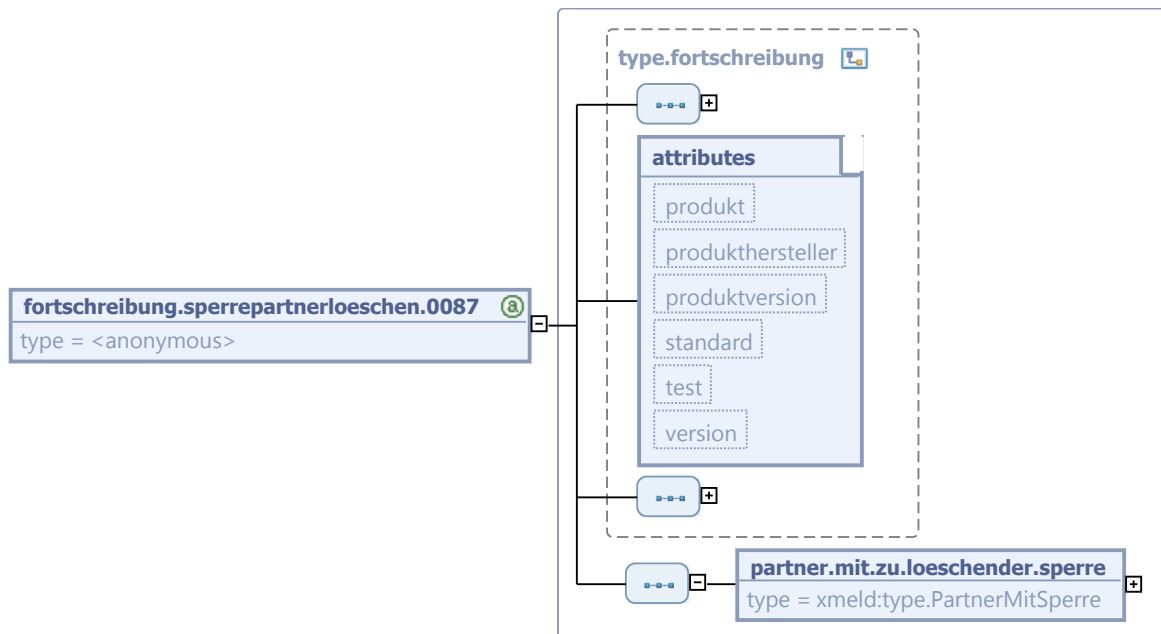 type.fortschreibung
attributes
produkt
produkthersteller
produktversion
standard
test
version
fortschreibung.sperrepartnerloeschen.0087 a
type = <anonymous>
partner.mit.zu.loeschender.sperre
type = xmeld:type.PartnerMitSperre